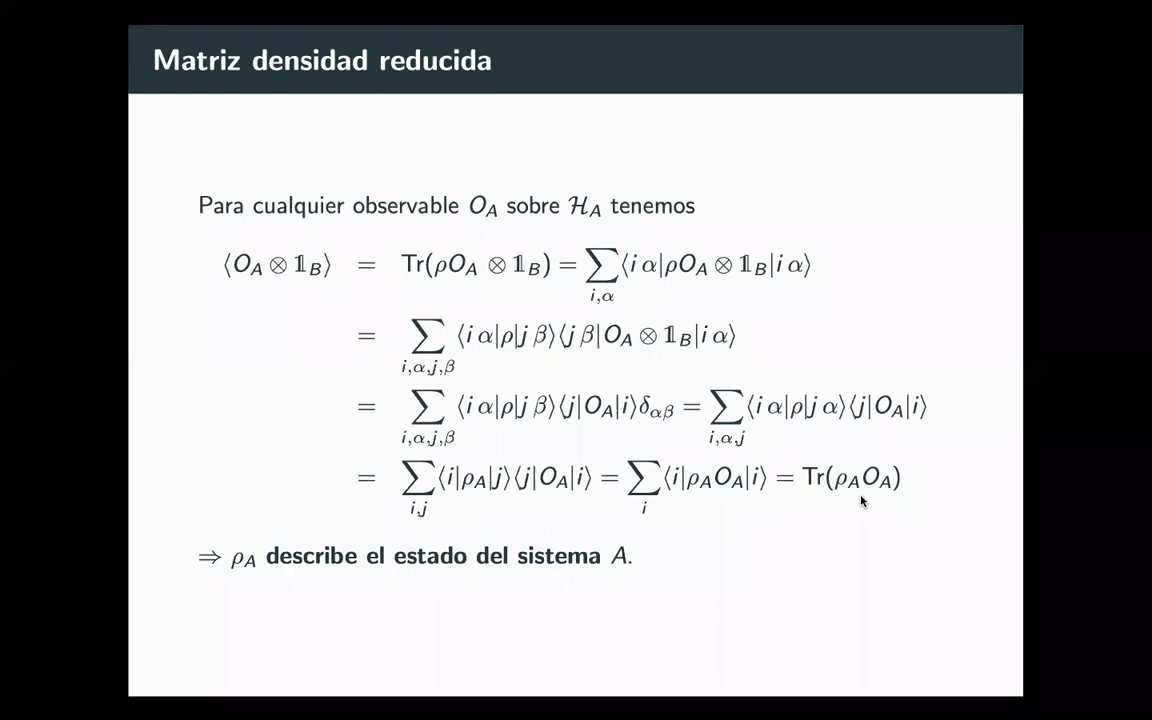 Matriz densidad reducida
Para cualquier observable O_A sobre ℋ_A tenemos
⟨O_A ⊗ 𝟙_B⟩ = Tr(ρO_A ⊗ 𝟙_B) = ∑_{i,α} ⟨i α|ρO_A ⊗ 𝟙_B|i α⟩
= ∑_{i,α,j,β} ⟨i α|ρ|j β⟩⟨j β|O_A ⊗ 𝟙_B|i α⟩
= ∑_{i,α,j,β} ⟨i α|ρ|j β⟩⟨j|O_A|i⟩δ_{αβ} = ∑_{i,α,j} ⟨i α|ρ|j α⟩⟨j|O_A|i⟩
= ∑_{i,j} ⟨i|ρ_A|j⟩⟨j|O_A|i⟩ = ∑_i ⟨i|ρ_A O_A|i⟩ = Tr(ρ_A O_A)
⇒ ρ_A describe el estado del sistema A.